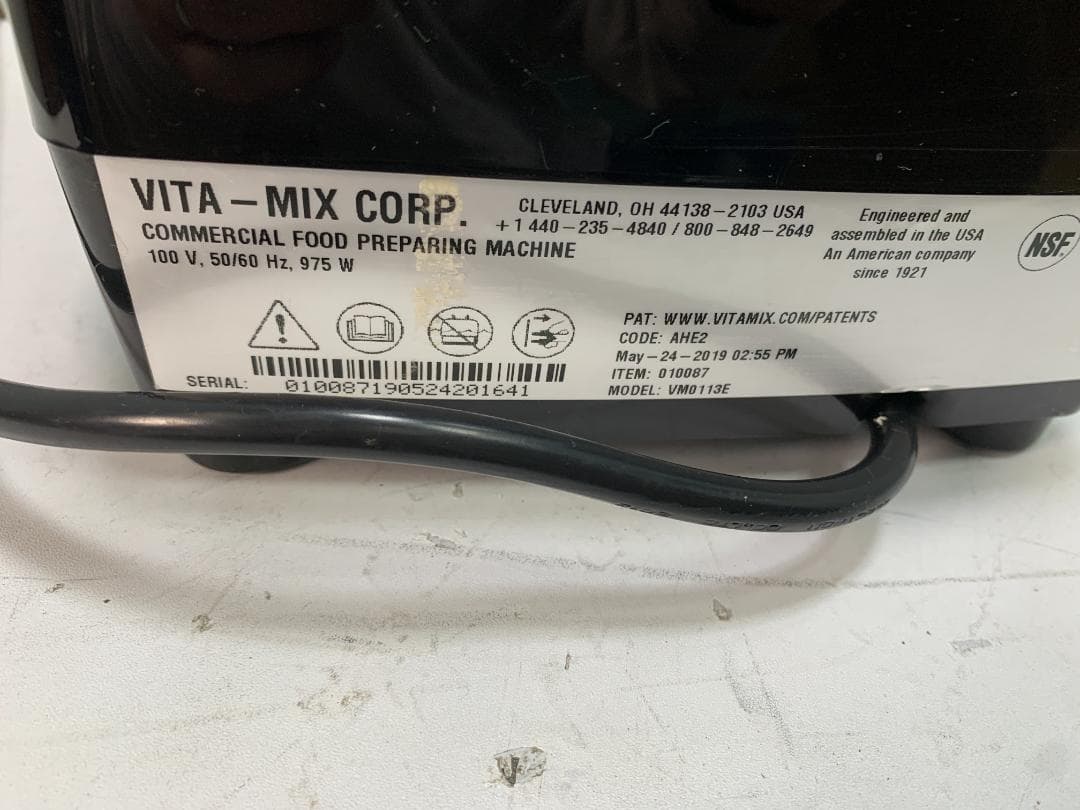 VITA-MIX CORP.
CLEVELAND, OH 44138-2103 USA
+1 440-235-4840 / 800-848-2649
COMMERCIAL FOOD PREPARING MACHINE
100 V, 50/60 Hz, 975 W
Engineered and
assembled in the USA
An American company
since 1921
NSF
PAT: WWW.VITAMIX.COM/PATENTS
CODE: AHE2
May-24-2019 02:55 PM
ITEM: 010087
MODEL: VM0113E
SERIAL: 010087190524201641